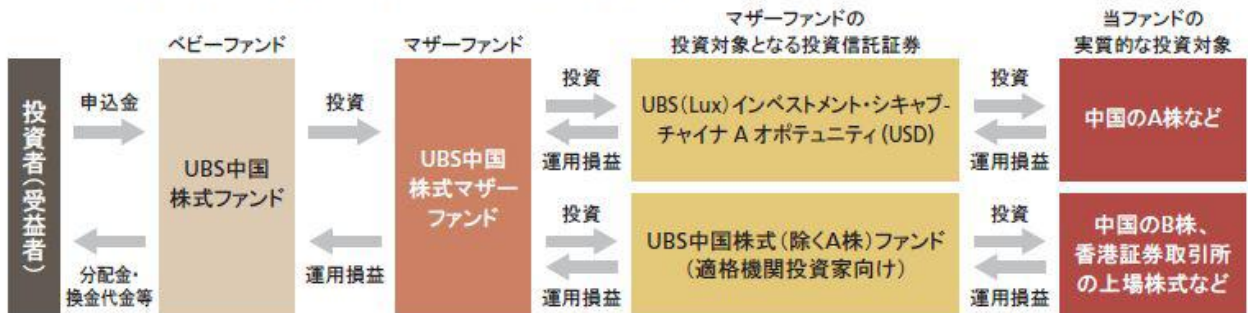 ベビーファンド
マザーファンド
マザーファンドの
投資対象となる投資信託証券
当ファンドの
実質的な投資対象
投資者(受益者)
申込金
分配金・
換金代金等
UBS中国
株式ファンド
投資
運用損益
UBS中国
株式マザー
ファンド
投資
運用損益
UBS(Lux)インベストメント・シキャブ-
チャイナ A オポテュニティ(USD)
投資
運用損益
中国のA株など
投資
運用損益
UBS中国株式(除くA株)ファンド
(適格機関投資家向け)
投資
運用損益
中国のB株、
香港証券取引所
の上場株式など